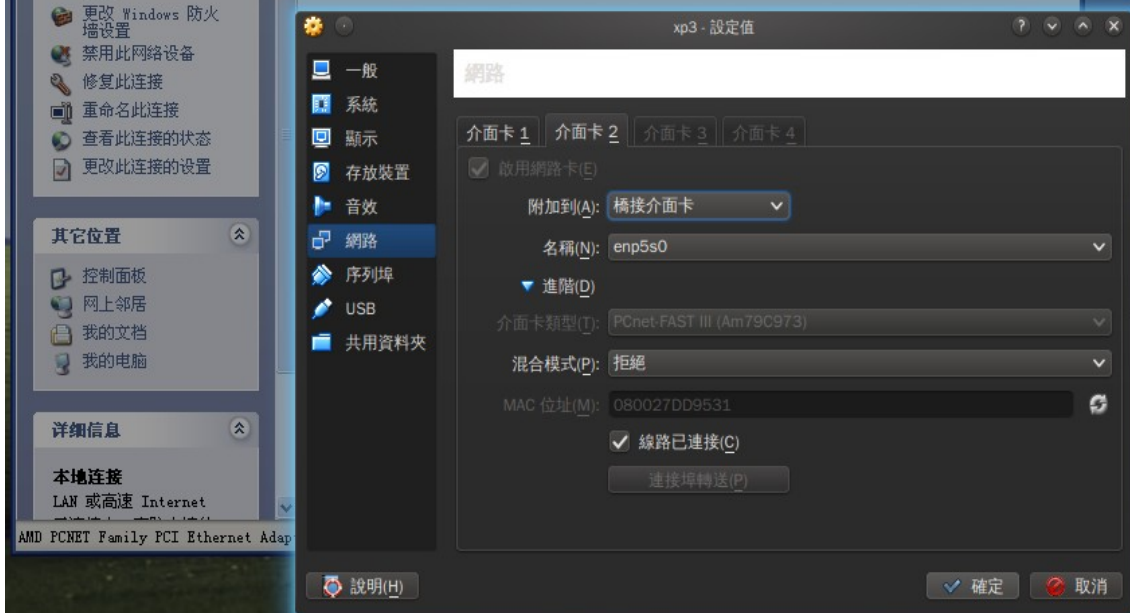 更改 Windows 防火
墙设置
禁用此网络设备
修复此连接
重命名此连接
查看此连接的状态
更改此连接的设置
其它位置
控制面板
网上邻居
我的文档
我的电脑
详细信息
本地连接
LAN 或高速 Internet
AMD PCNET Family PCI Ethernet Adap
xp3 - 設定值
一般
系統
顯示
存放裝置
音效
網路
序列埠
USB
共用資料夾
網路
介面卡 1 介面卡 2 介面卡 3 介面卡 4
啟用網路卡(E)
附加到(A): 橋接介面卡
名稱(N): enp5s0
進階(D)
介面卡類型(T): PCnet-FAST III (Am79C973)
混合模式(P): 拒絕
MAC 位址(M): 080027DD9531
線路已連接(C)
連接埠轉送(P)
說明(H) 確定 取消